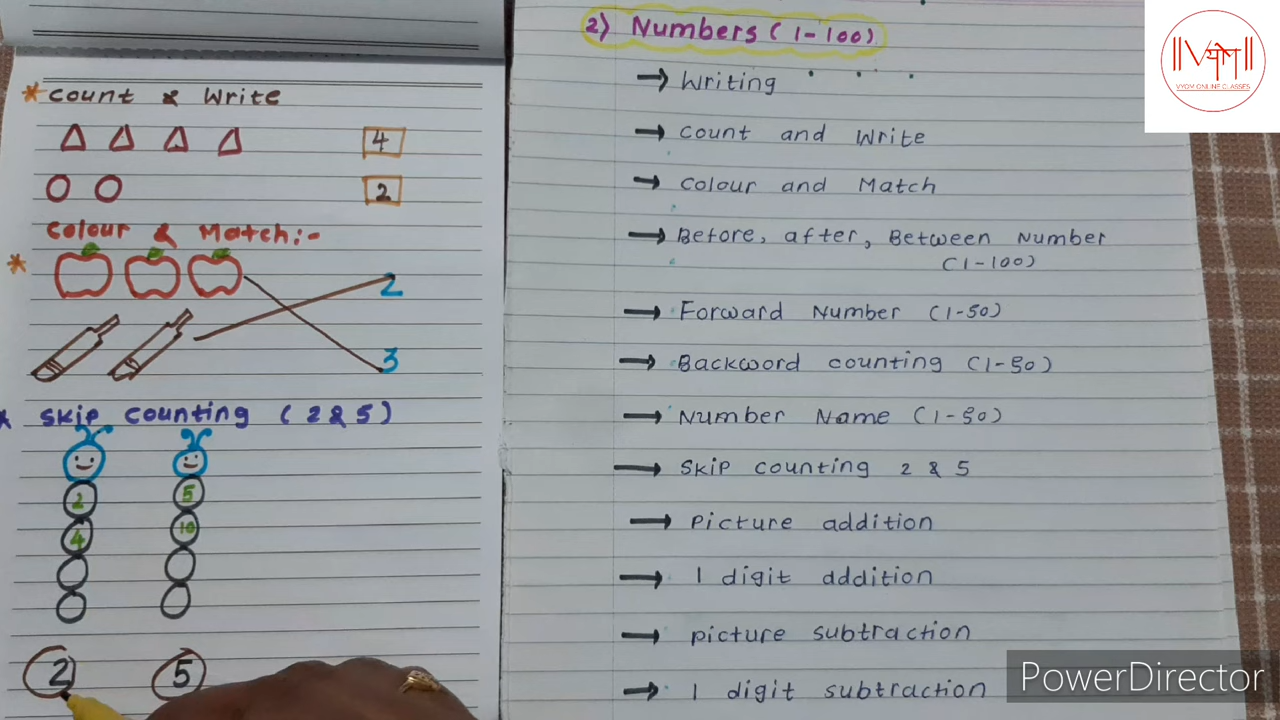 * Count & Write
4
2
Colour & Match:-
*
2
3
* Skip counting ( 2 & 5 )
2 5
4 10
2 5
2) Numbers ( 1-100)
→ Writing
→ Count and Write
→ Colour and Match
→ Before, after, Between Number
(1-100)
→ Forward Number (1-50)
→ Backword counting (1-50)
→ Number Name (1-50)
→ Skip counting 2 & 5
→ Picture addition
→ 1 digit addition
→ picture subtraction
→ 1 digit subtraction
||व्योम||
VYOM ONLINE CLASSES
PowerDirector